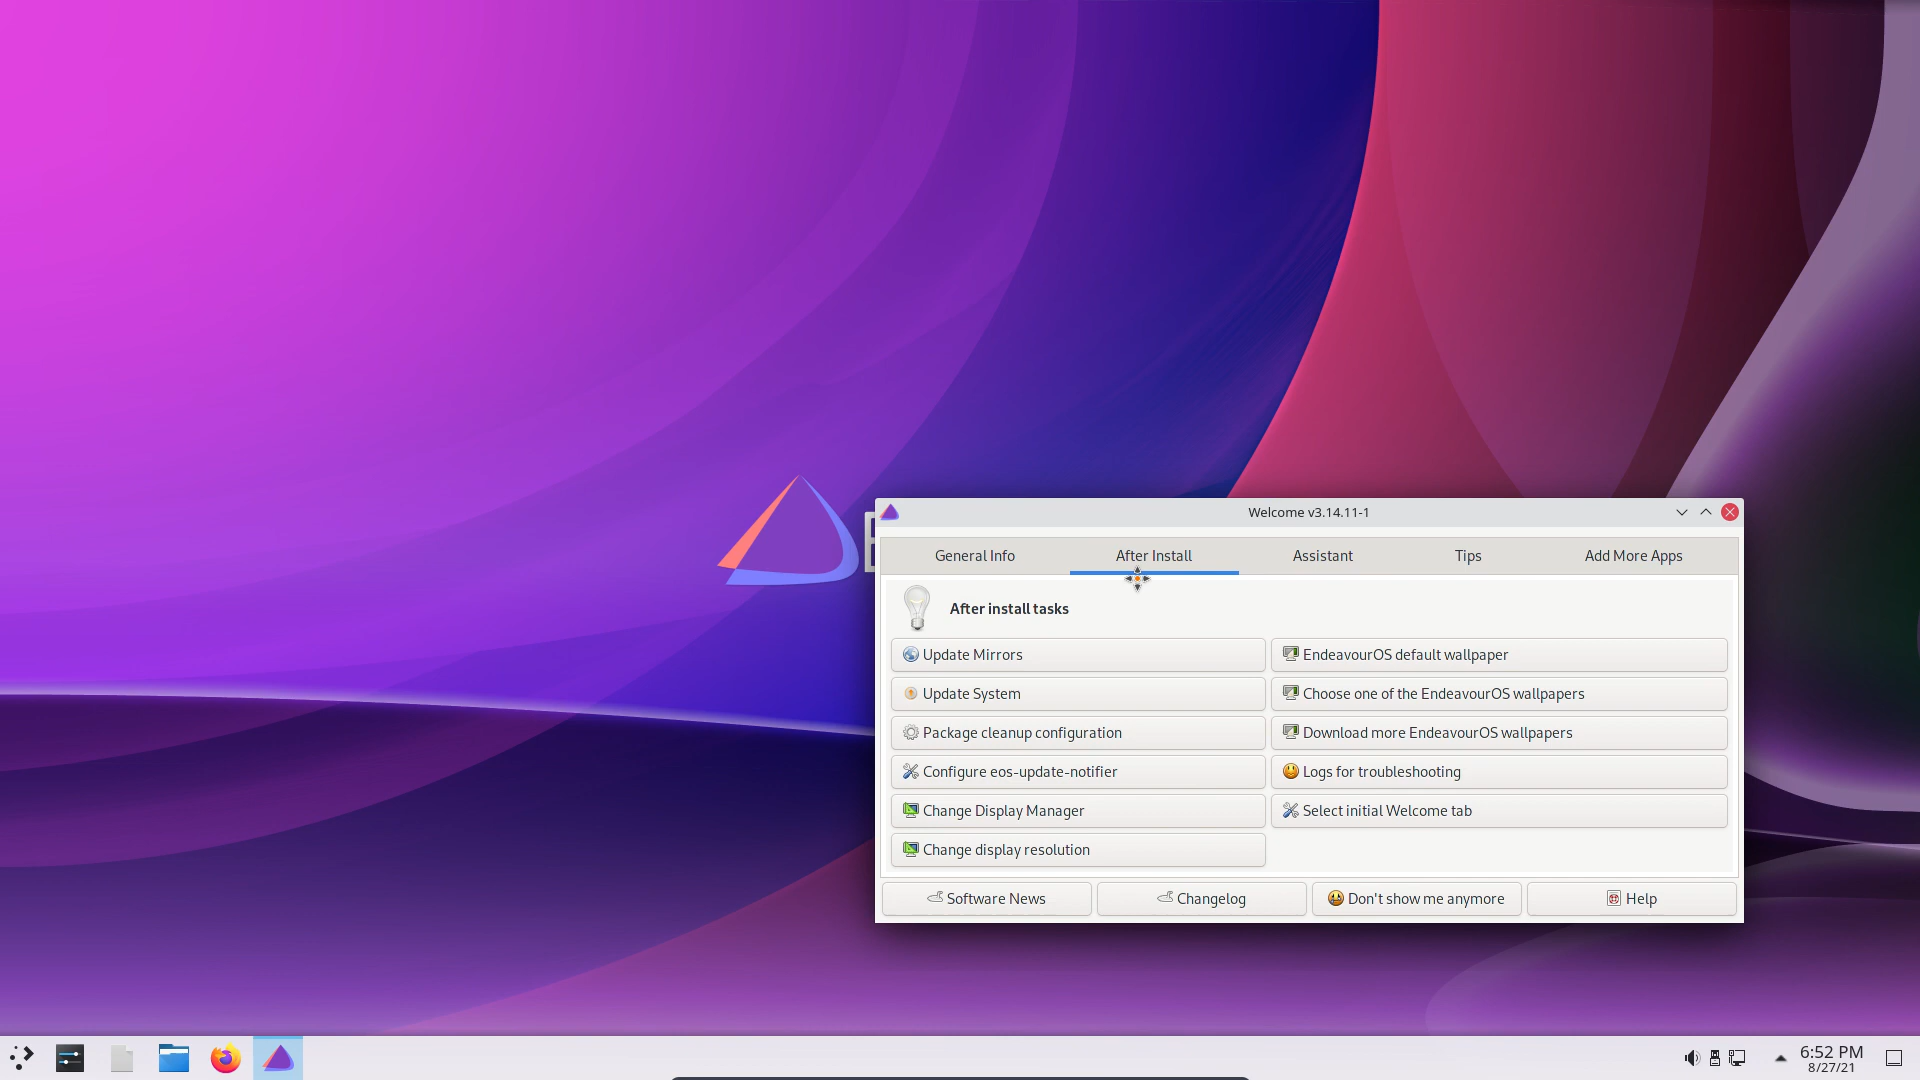 Welcome v3.14.11-1
General Info After Install Assistant Tips Add More Apps
After install tasks
Update Mirrors EndeavourOS default wallpaper
Update System Choose one of the EndeavourOS wallpapers
Package cleanup configuration Download more EndeavourOS wallpapers
Configure eos-update-notifier Logs for troubleshooting
Change Display Manager Select initial Welcome tab
Change display resolution
Software News Changelog Don't show me anymore Help
6:52 PM
8/27/21